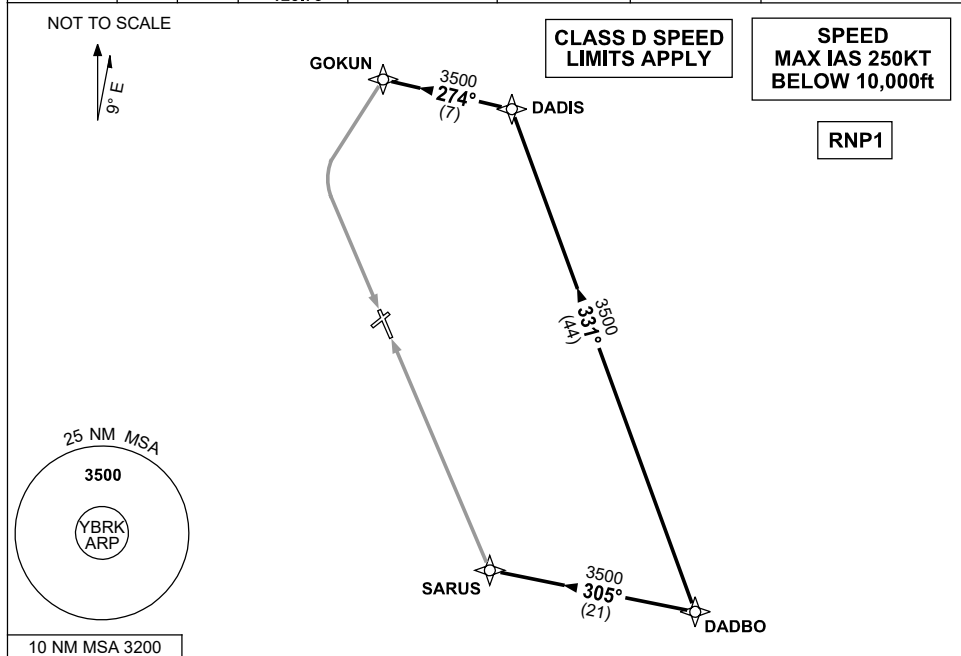 NOT TO SCALE
9° E
CLASS D SPEED
LIMITS APPLY
SPEED
MAX IAS 250KT
BELOW 10,000ft
RNP1
GOKUN
3500
274°
(7)
DADIS
3500
331°
(44)
25 NM MSA
3500
YBRK
ARP
10 NM MSA 3200
SARUS
3500
305°
(21)
DADBO